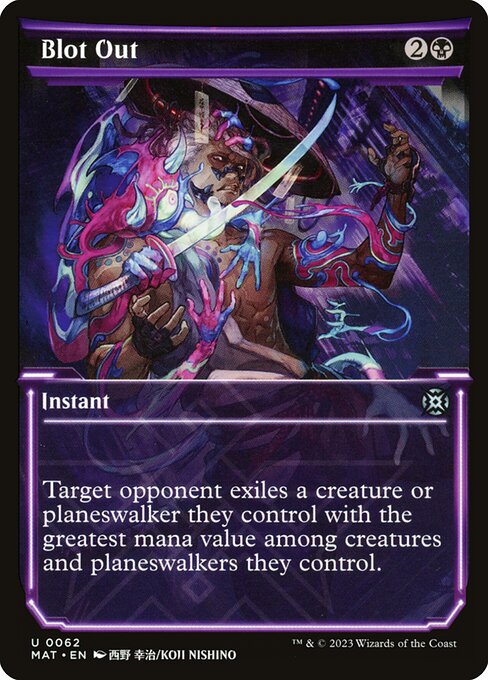 Blot Out 2
Instant
Target opponent exiles a creature or
planeswalker they control with the
greatest mana value among creatures
and planeswalkers they control.
U 0062 ™ & © 2023 Wizards of the Coast
MAT • EN 西野 幸治/KOJI NISHINO